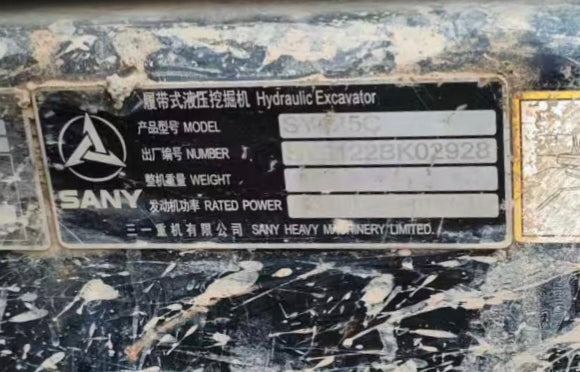 履带式液压挖掘机 Hydraulic Excavator
产品型号 MODEL
出厂编号 NUMBER
整机重量 WEIGHT
发动机功率 RATED POWER
SANY
三一重机有限公司 SANY HEAVY MACHINERY LIMITED.